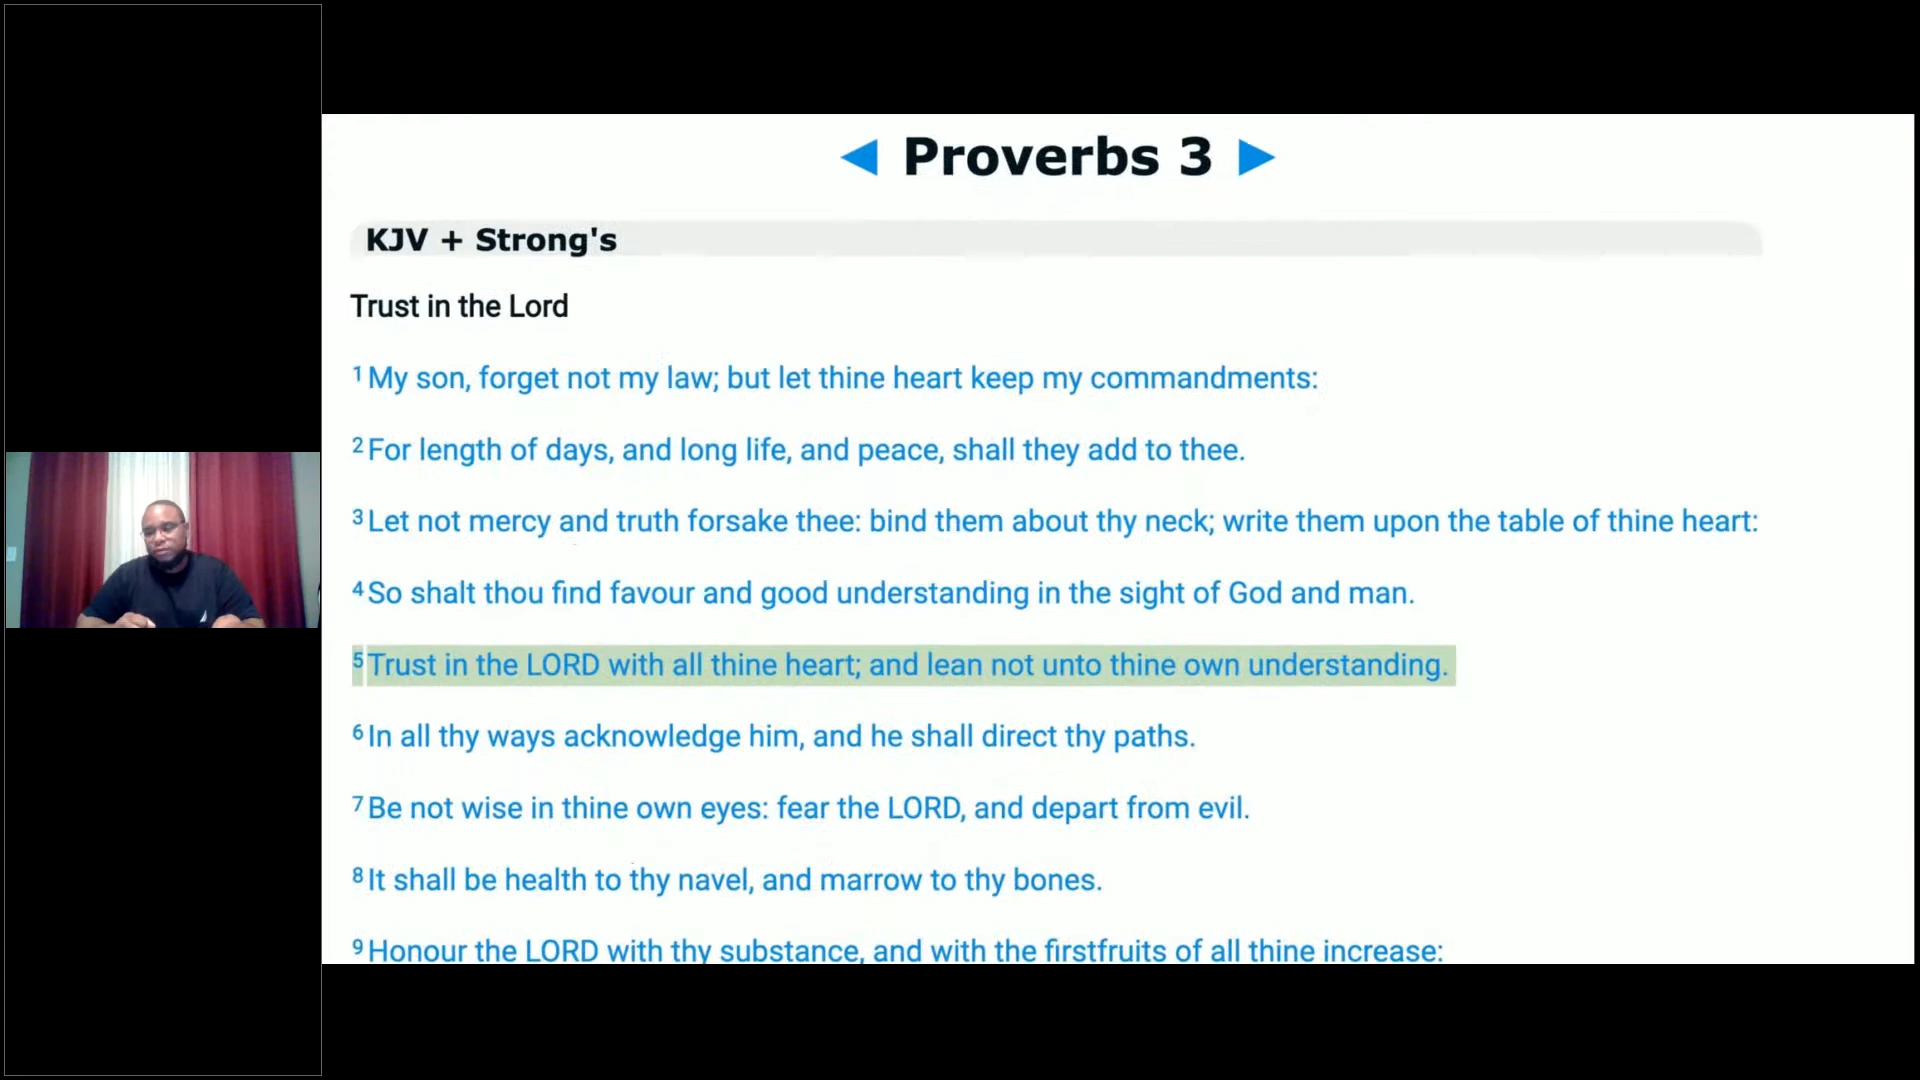 ◄ Proverbs 3 ►
KJV + Strong's
Trust in the Lord
1 My son, forget not my law; but let thine heart keep my commandments:
2 For length of days, and long life, and peace, shall they add to thee.
3 Let not mercy and truth forsake thee: bind them about thy neck; write them upon the table of thine heart:
4 So shalt thou find favour and good understanding in the sight of God and man.
5 Trust in the LORD with all thine heart; and lean not unto thine own understanding.
6 In all thy ways acknowledge him, and he shall direct thy paths.
7 Be not wise in thine own eyes: fear the LORD, and depart from evil.
8 It shall be health to thy navel, and marrow to thy bones.
9 Honour the LORD with thy substance, and with the firstfruits of all thine increase: